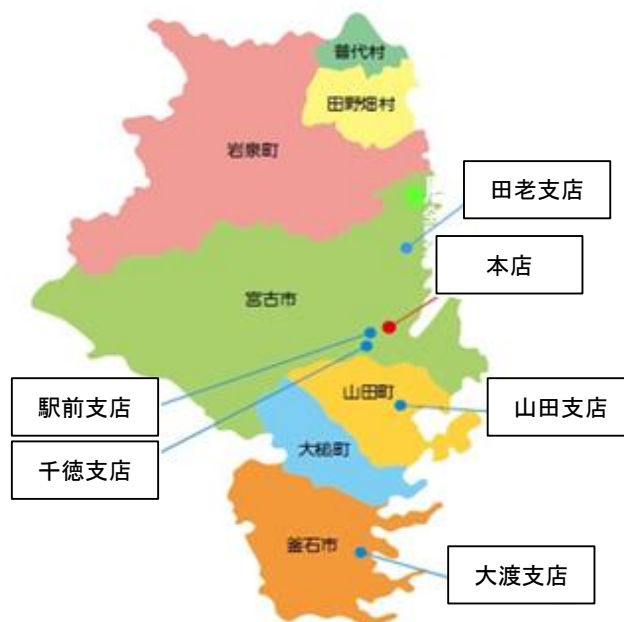 普代村
田野畑村
岩泉町
田老支店
本店
宮古市
駅前支店
山田町
山田支店
千徳支店
大槌町
釜石市
大渡支店